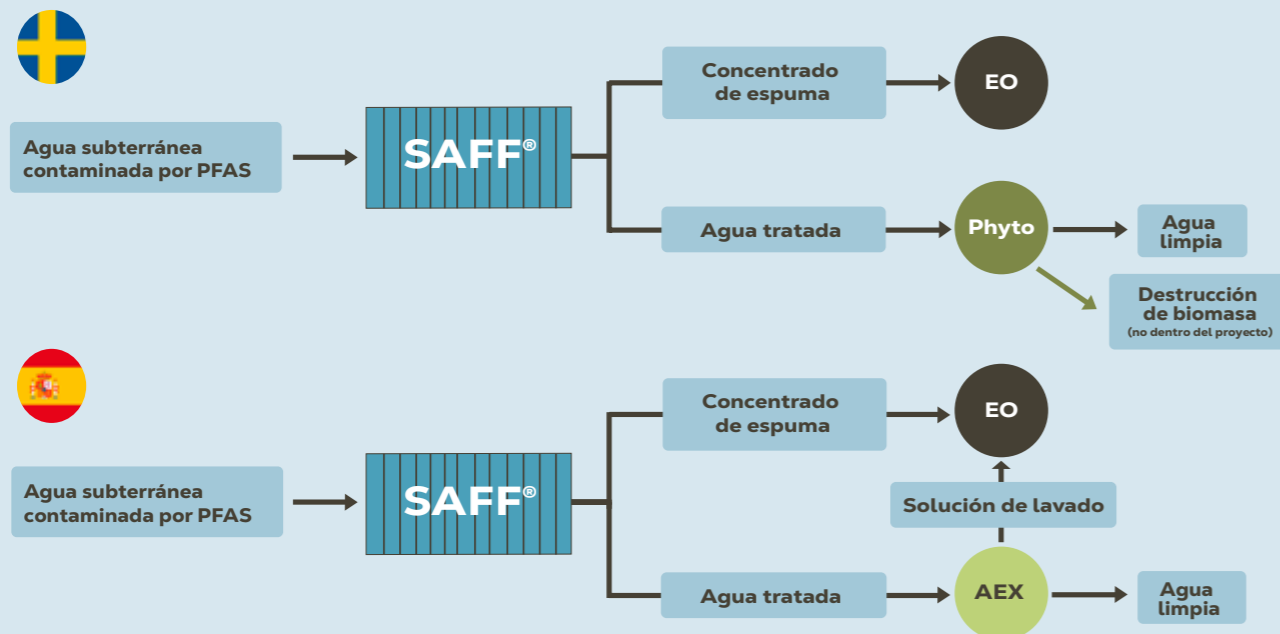 Agua subterránea
contaminada por PFAS
SAFF®
Concentrado
de espuma
EO
Agua tratada
Phyto
Agua
limpia
Destrucción
de biomasa
(no dentro del proyecto)
Agua subterránea
contaminada por PFAS
SAFF®
Concentrado
de espuma
EO
Solución de lavado
Agua tratada
AEX
Agua
limpia